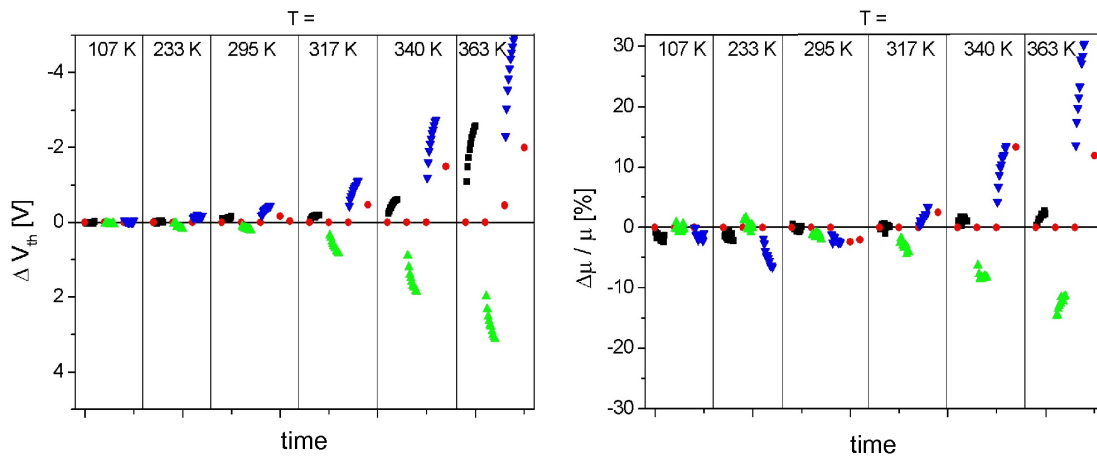 T =
107 K 233 K 295 K 317 K 340 K 363 K
-4
-2
0
2
4
Δ V_th [V]
time
T =
107 K 233 K 295 K 317 K 340 K 363 K
30
20
10
0
-10
-20
-30
Δμ / μ [%]
time